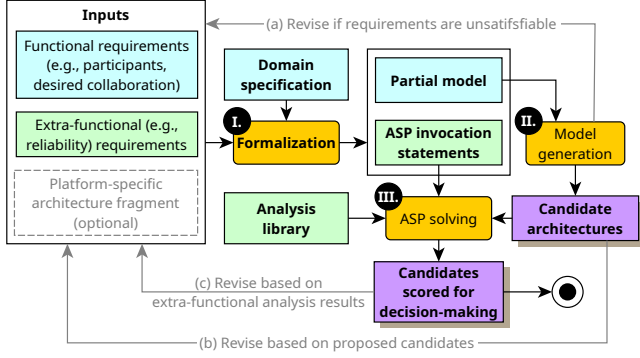 Inputs
(a) Revise if requirements are unsatifsfiable
Functional requirements
(e.g., participants,
desired collaboration)
Extra-functional (e.g.,
reliability) requirements
Platform-specific
architecture fragment
(optional)
Domain
specification
I.
Formalization
Partial model
ASP invocation
statements
II.
Model
generation
Analysis
library
III.
ASP solving
Candidate
architectures
(c) Revise based on
extra-functional analysis results
Candidates
scored for
decision-making
(b) Revise based on proposed candidates